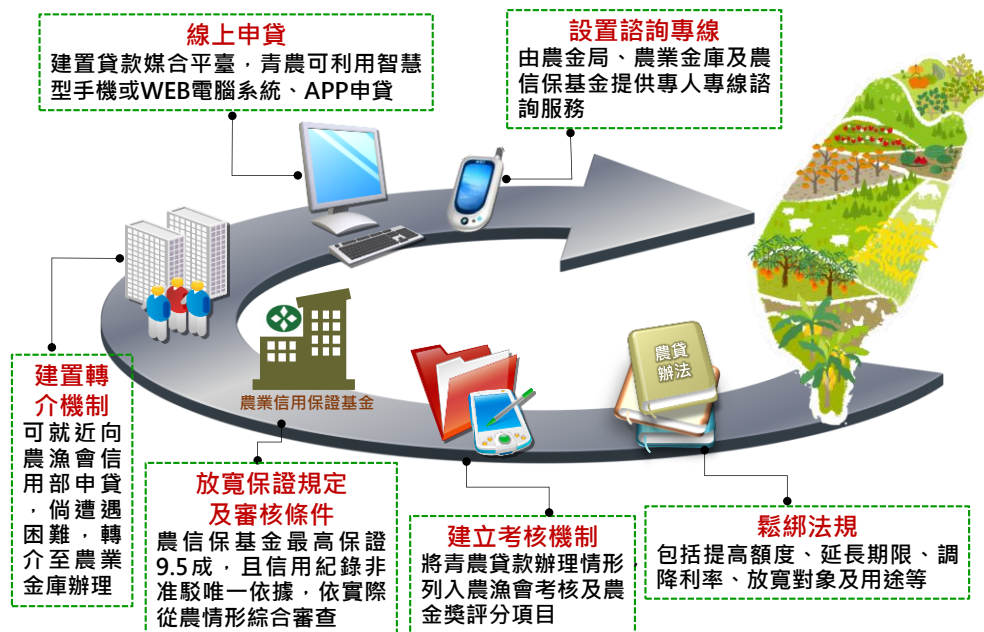 線上申貸
建置貸款媒合平臺，青農可利用智慧
型手機或WEB電腦系統、APP申貸
設置諮詢專線
由農金局、農業金庫及農
信保基金提供專人專線諮
詢服務
建置轉
介機制
可就近向
農漁會信
用部申貸
，倘遭遇
困難，轉
介至農業
金庫辦理
農業信用保證基金
放寬保證規定
及審核條件
農信保基金最高保證
9.5成，且信用紀錄非
准駁唯一依據，依實際
從農情形綜合審查
建立考核機制
將青農貸款辦理情形
列入農漁會考核及農
金獎評分項目
農貸
辦法
鬆綁法規
包括提高額度、延長期限、調
降利率、放寬對象及用途等